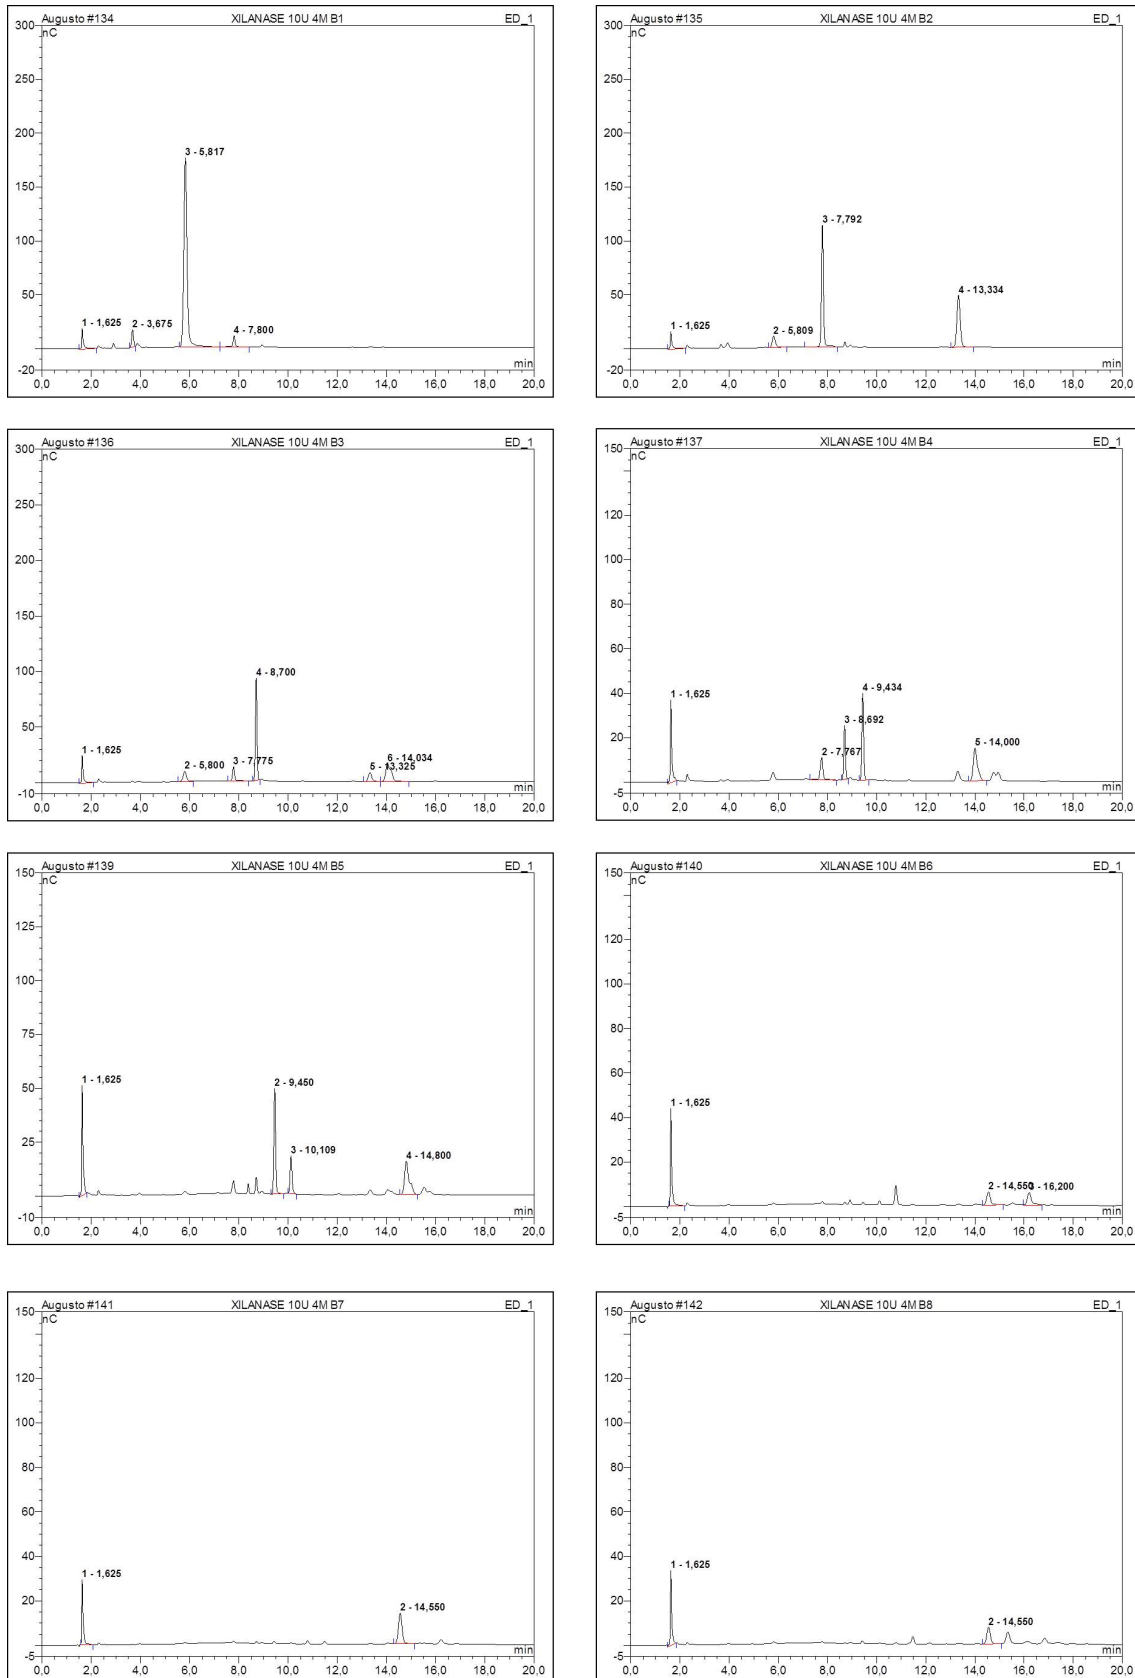 Augusto #134 XILANASE 10U 4M B1 ED_1
nC
300
250
200
150
100
50
-20
3 - 5,817
1 - 1,625
2 - 3,675
4 - 7,800
min
0,0 2,0 4,0 6,0 8,0 10,0 12,0 14,0 16,0 18,0 20,0
Augusto #135 XILANASE 10U 4M B2 ED_1
nC
300
250
200
150
100
50
-20
3 - 7,792
4 - 13,334
1 - 1,625
2 - 5,809
min
0,0 2,0 4,0 6,0 8,0 10,0 12,0 14,0 16,0 18,0 20,0
Augusto #136 XILANASE 10U 4M B3 ED_1
nC
300
250
200
150
100
50
-10
4 - 8,700
1 - 1,625
2 - 5,800
3 - 7,775
6 - 14,034
5 - 13,325
min
0,0 2,0 4,0 6,0 8,0 10,0 12,0 14,0 16,0 18,0 20,0
Augusto #137 XILANASE 10U 4M B4 ED_1
nC
150
120
100
80
60
40
20
-5
1 - 1,625
4 - 9,434
3 - 8,692
2 - 7,767
5 - 14,000
min
0,0 2,0 4,0 6,0 8,0 10,0 12,0 14,0 16,0 18,0 20,0
Augusto #139 XILANASE 10U 4M B5 ED_1
nC
150
125
100
75
50
25
-10
1 - 1,625
2 - 9,450
3 - 10,109
4 - 14,800
min
0,0 2,0 4,0 6,0 8,0 10,0 12,0 14,0 16,0 18,0 20,0
Augusto #140 XILANASE 10U 4M B6 ED_1
nC
150
120
100
80
60
40
20
-5
1 - 1,625
2 - 14,550
3 - 16,200
min
0,0 2,0 4,0 6,0 8,0 10,0 12,0 14,0 16,0 18,0 20,0
Augusto #141 XILANASE 10U 4M B7 ED_1
nC
150
120
100
80
60
40
20
-5
1 - 1,625
2 - 14,550
min
0,0 2,0 4,0 6,0 8,0 10,0 12,0 14,0 16,0 18,0 20,0
Augusto #142 XILANASE 10U 4M B8 ED_1
nC
150
120
100
80
60
40
20
-5
1 - 1,625
2 - 14,550
min
0,0 2,0 4,0 6,0 8,0 10,0 12,0 14,0 16,0 18,0 20,0